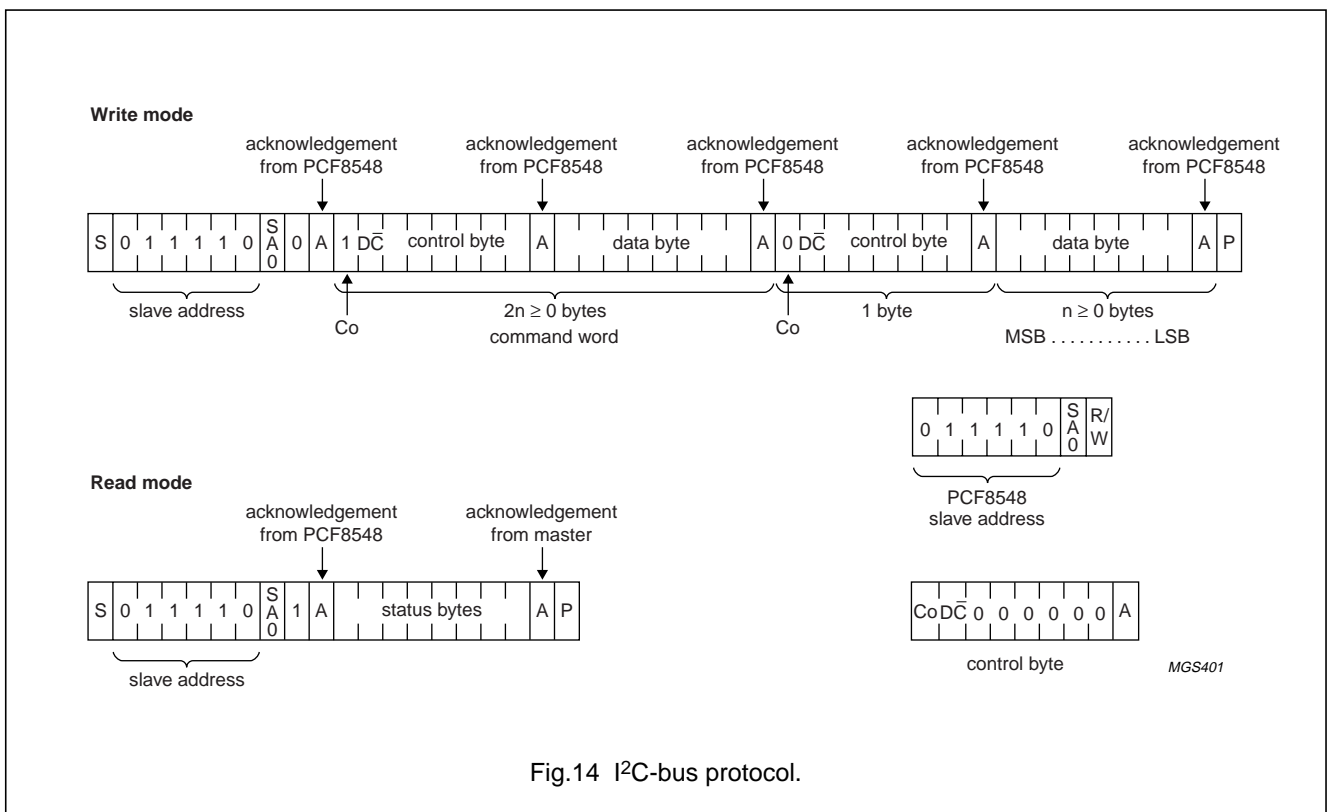 Write mode
acknowledgement acknowledgement acknowledgement acknowledgement acknowledgement
from PCF8548 from PCF8548 from PCF8548 from PCF8548 from PCF8548
S 0 1 1 1 1 0 SA0 0 A 1 DC̅ control byte A data byte A 0 DC̅ control byte A data byte A P
slave address Co 2n ≥ 0 bytes Co 1 byte n ≥ 0 bytes
command word MSB . . . . . . . . . . . LSB
0 1 1 1 1 0 SA0 R/W
PCF8548
slave address
Read mode
acknowledgement acknowledgement
from PCF8548 from master
S 0 1 1 1 1 0 SA0 1 A status bytes A P
slave address
Co DC̅ 0 0 0 0 0 0 A
control byte
MGS401
Fig.14 I²C-bus protocol.